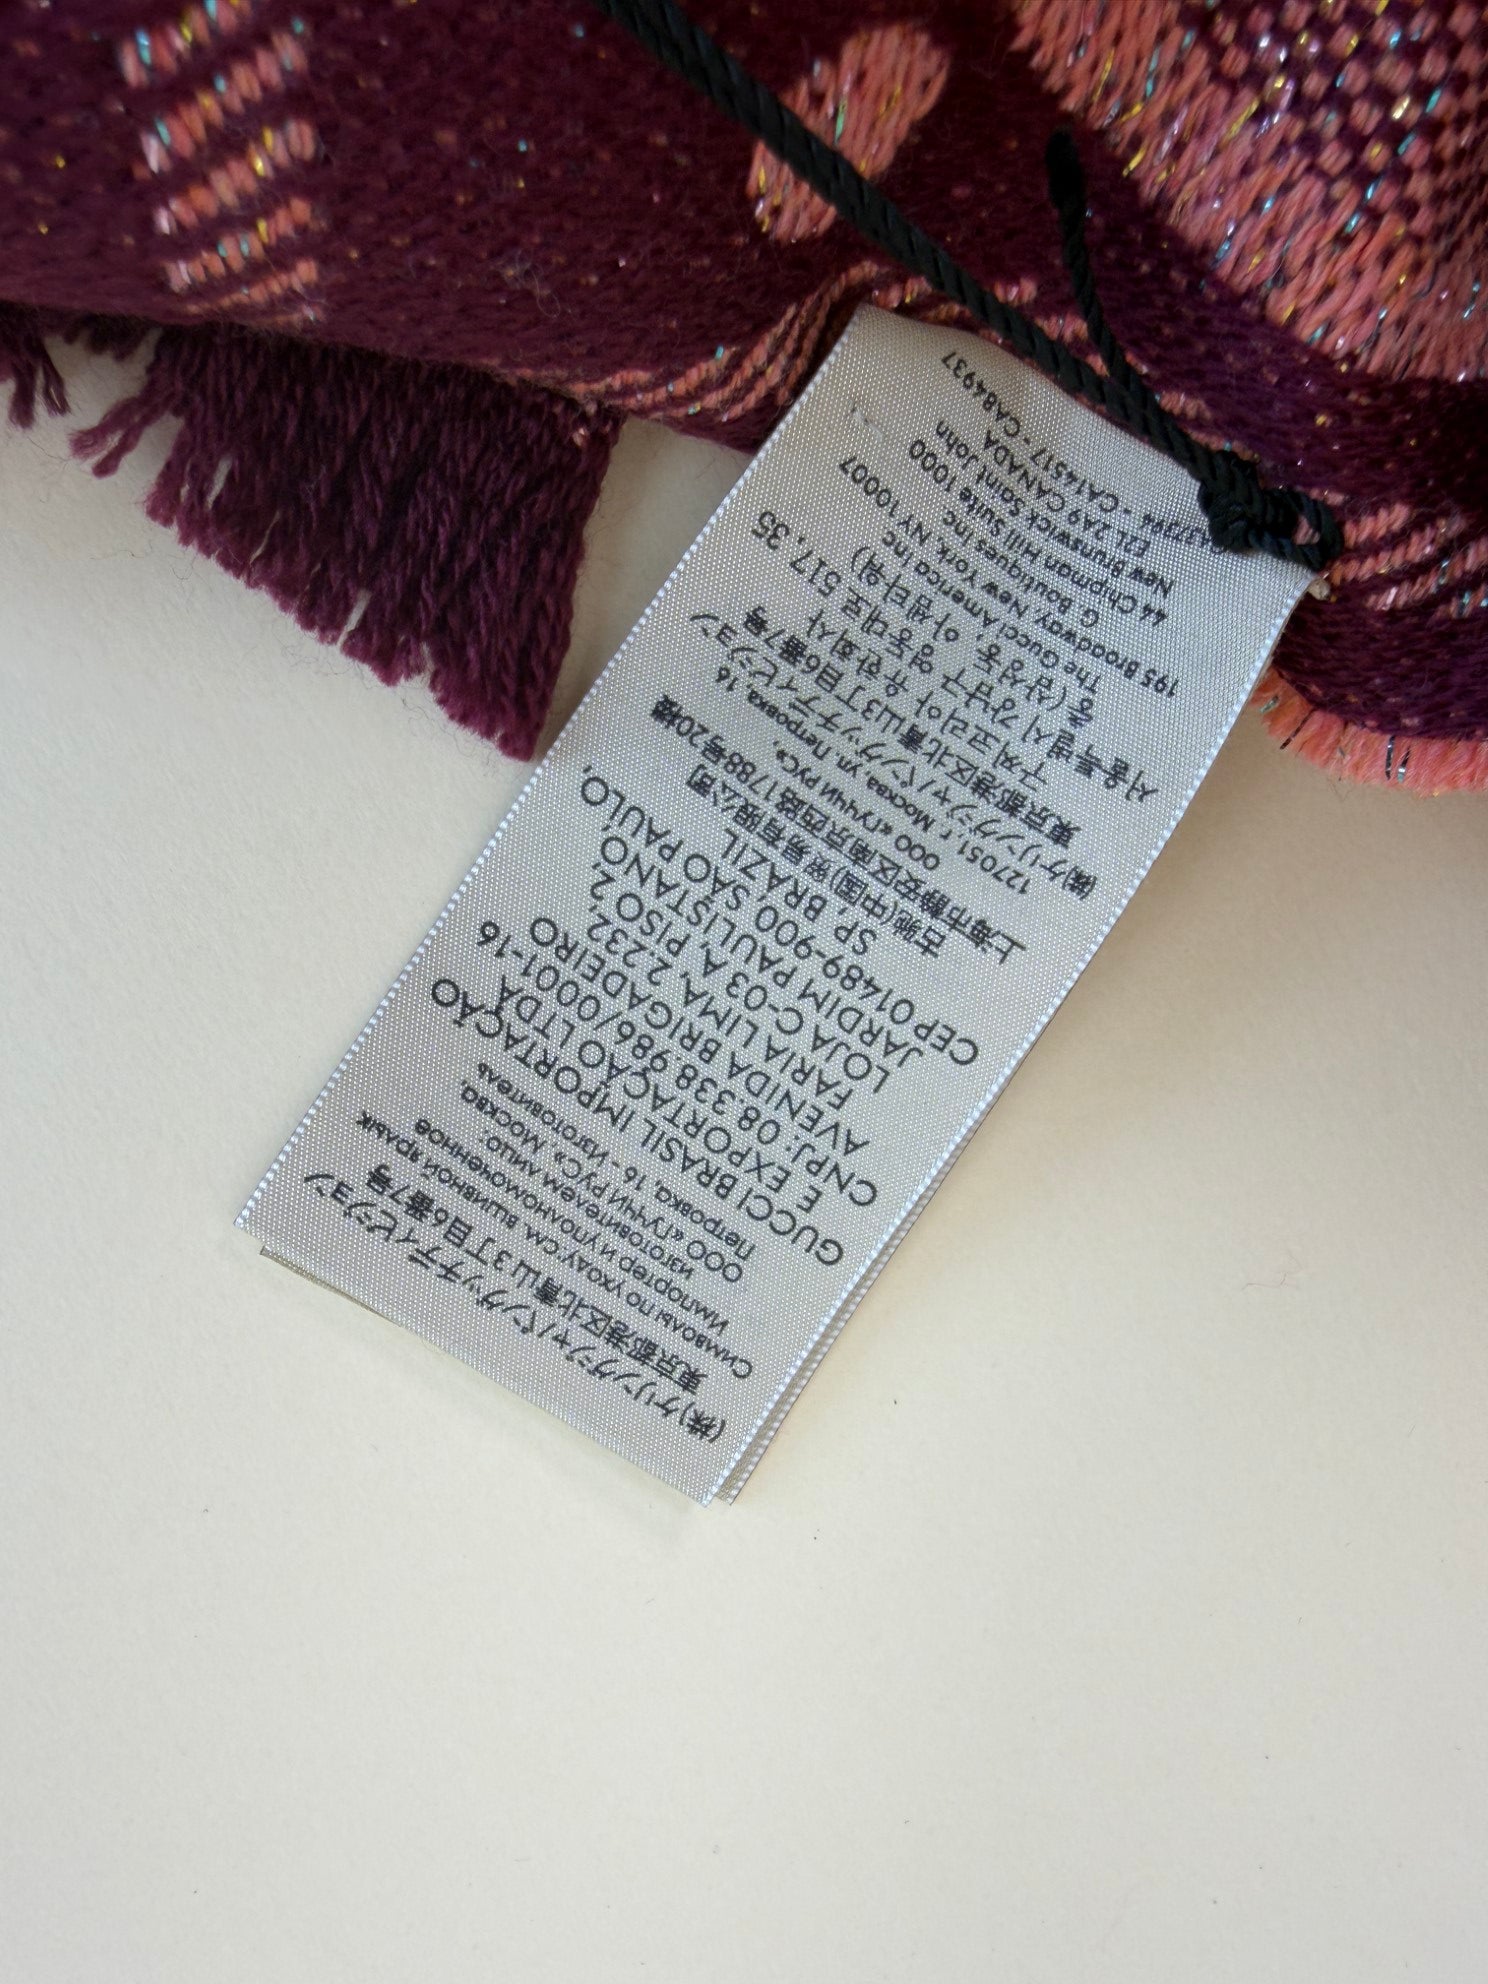 CA37394 - CA14517 - CA84937
E2L 2A9 CANADA
New Brunswick Saint John
44 Chipman Hill, Suite 1000
G. Boutiques Inc
195 Broadway, New York, NY 10007
The Gucci America Inc
동 (삼성동, 아셈타워)
서울특별시 강남구 영동대로 517, 35
구찌코리아 유한회사
東京都港区北青山3丁目6番7号
(株)ケリングジャパングッチディビジョン
127051, г. Москва, ул. Петровка, 16
ООО «ГУЧЧИ РУС»,
上海市静安区南京西路1788号20楼
古驰(中国)贸易有限公司
SP, BRAZIL
CEP 01489-900, SÃO PAULO,
JARDIM PAULISTANO
LOJA C-03 A, PISO 2,
FARIA LIMA, 2.232,
AVENIDA BRIGADEIRO
CNPJ: 08.338.986/0001-16
E EXPORTAÇÃO LTDA
GUCCI BRASIL IMPORTAÇÃO
Петровка, 16 - Изготовитель
ООО «ГУЧЧИ РУС», Москва,
изготовителем лицо:
Импортер и уполномоченное
Символы по уходу: см. вшивной ярлык
東京都港区北青山3丁目6番7号
(株)ケリングジャパングッチディビジョン